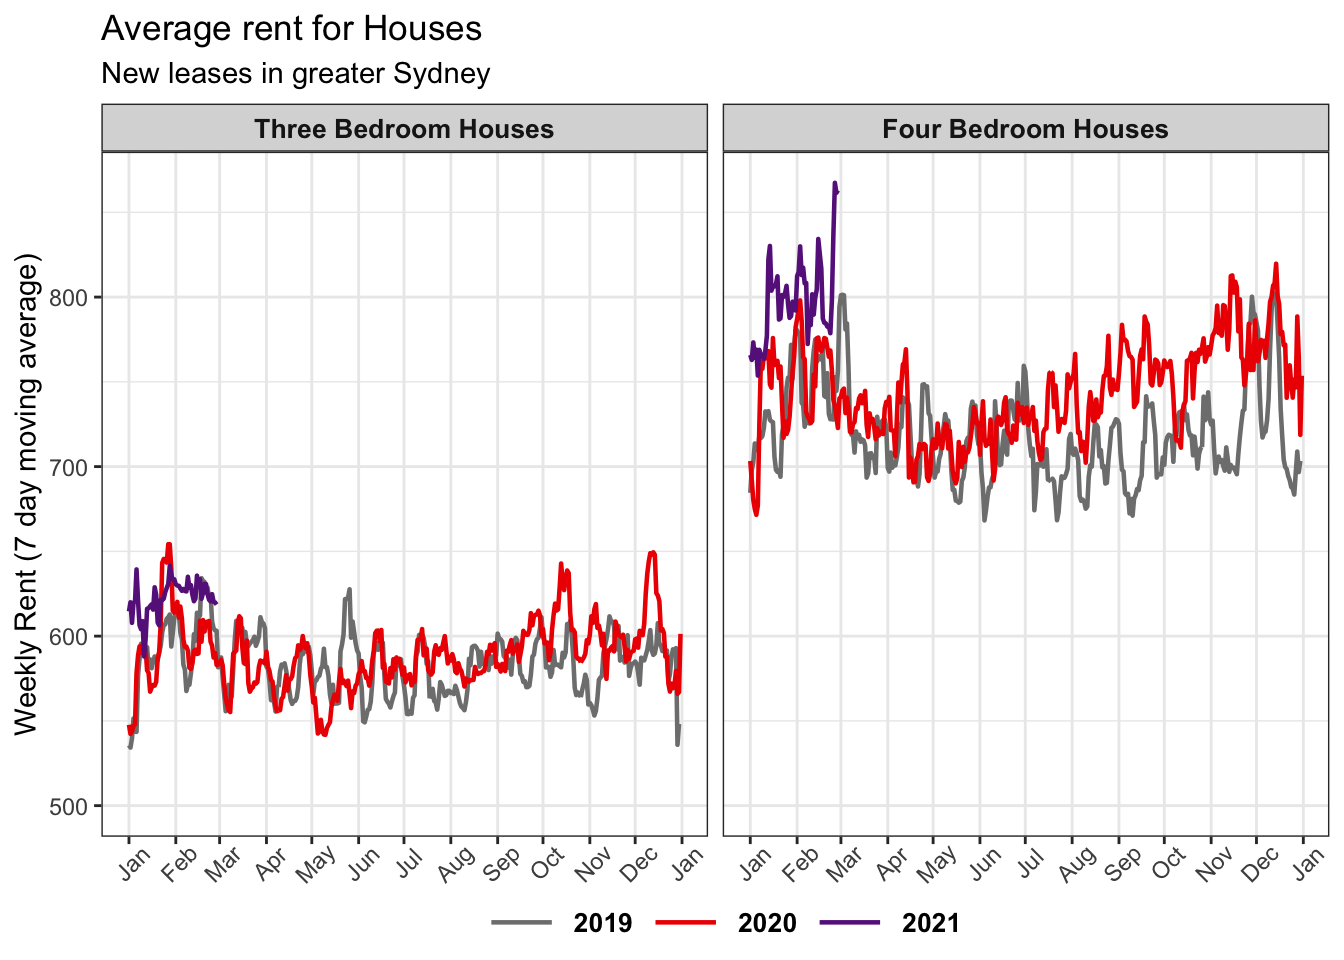 Average rent for Houses
New leases in greater Sydney
Three Bedroom Houses
Four Bedroom Houses
Weekly Rent (7 day moving average)
800
700
600
500
Jan Feb Mar Apr May Jun Jul Aug Sep Oct Nov Dec Jan
Jan Feb Mar Apr May Jun Jul Aug Sep Oct Nov Dec Jan
2019 2020 2021